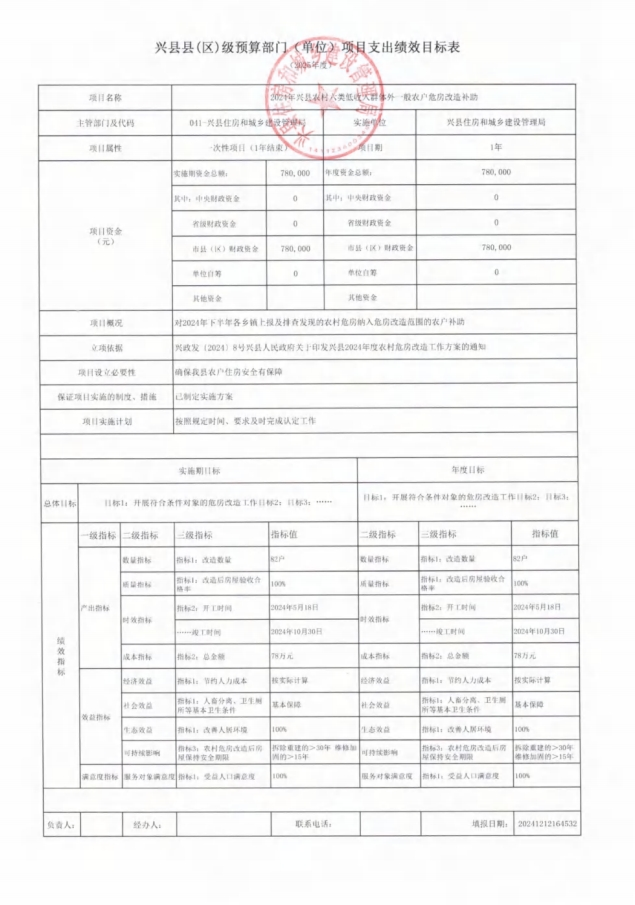 兴县县(区)级预算部门(单位)项目支出绩效目标表
(2025年度)
项目名称 2024年兴县农村六类低收入群体外一般农户危房改造补助
主管部门及代码 041-兴县住房和城乡建设管理局 实施单位 兴县住房和城乡建设管理局
项目属性 一次性项目(1年结束) 项目期 1年
项目资金(元)
实施期资金总额: 780,000 年度资金总额: 780,000
其中: 中央财政资金 0 其中: 中央财政资金 0
省级财政资金 0 省级财政资金 0
市县(区)财政资金 780,000 市县(区)财政资金 780,000
单位自筹 0 单位自筹 0
其他资金 其他资金
项目概况 对2024年下半年各乡镇上报及排查发现的农村危房纳入危房改造范围的农户补助
立项依据 兴政发〔2024〕8号兴县人民政府关于印发兴县2024年度农村危房改造工作方案的通知
项目设立必要性 确保我县农户住房安全有保障
保证项目实施的制度、措施 已制定实施方案
项目实施计划 按照规定时间、要求及时完成认定工作
实施期目标 年度目标
总体目标 目标1: 开展符合条件对象的危房改造工作目标2; 目标3; …… 目标1: 开展符合条件对象的危房改造工作目标2; 目标3;
……
绩效指标
一级指标 二级指标 三级指标 指标值 二级指标 三级指标 指标值
产出指标
数量指标 指标1: 改造数量 82户 数量指标 指标1: 改造数量 82户
质量指标 指标1: 改造后房屋验收合格率 100% 质量指标 指标1: 改造后房屋验收合格率 100%
时效指标 指标2: 开工时间 2024年5月18日 时效指标 指标2: 开工时间 2024年5月18日
……竣工时间 2024年10月30日 ……竣工时间 2024年10月30日
成本指标 指标2: 总金额 78万元 成本指标 指标2: 总金额 78万元
效益指标
经济效益 指标1: 节约人力成本 按实际计算 经济效益 指标1: 节约人力成本 按实际计算
社会效益 指标1: 人畜分离、卫生厕所等基本卫生条件 基本保障 社会效益 指标1: 人畜分离、卫生厕所等基本卫生条件 基本保障
生态效益 指标1: 改善人居环境 100% 生态效益 指标1: 改善人居环境 100%
可持续影响 指标3: 农村危房改造后房屋保持安全期限 拆除重建的>30年 维修加固的>15年 可持续影响 指标3: 农村危房改造后房屋保持安全期限 拆除重建的>30年 维修加固的>15年
满意度指标 服务对象满意度 指标1: 受益人口满意度 100% 服务对象满意度 指标1: 受益人口满意度 100%
负责人: 经办人: 联系电话: 填报日期: 20241212164532